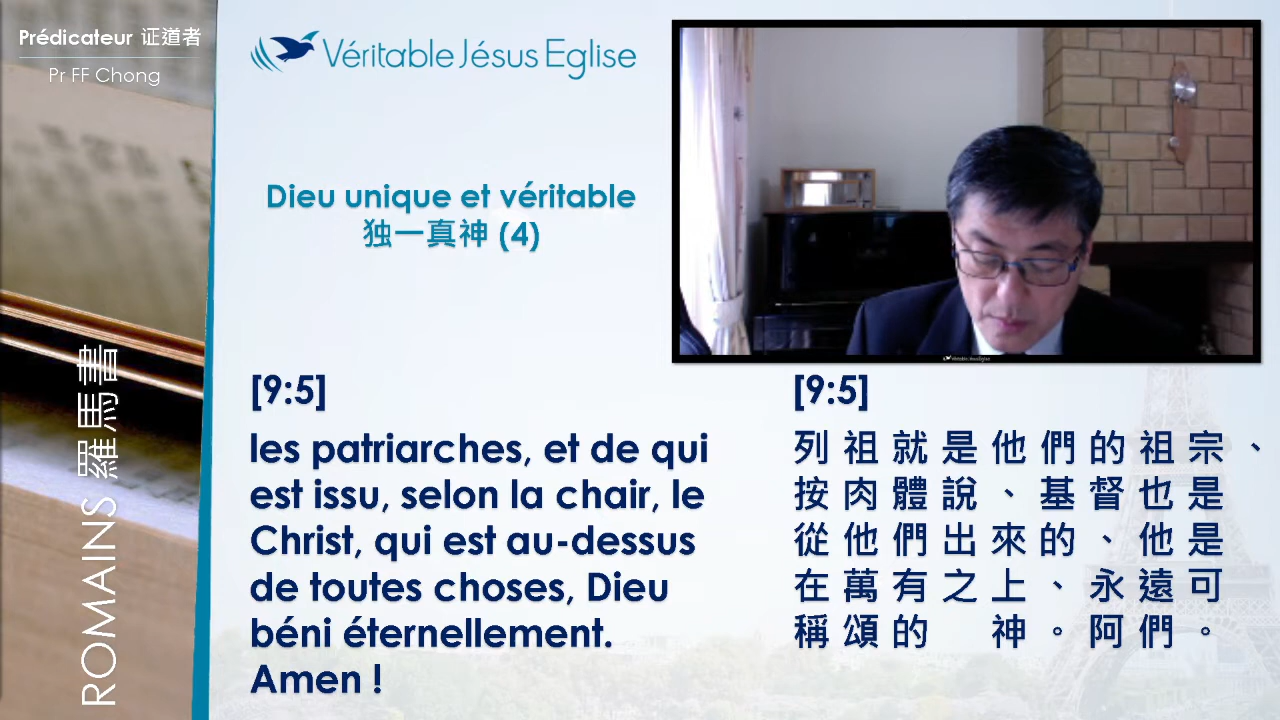 Prédicateur 证道者
Pr FF Chong
Véritable Jésus Eglise
Dieu unique et véritable
独一真神 (4)
ROMAINS 羅馬書
[9:5]
les patriarches, et de qui
est issu, selon la chair, le
Christ, qui est au-dessus
de toutes choses, Dieu
béni éternellement.
Amen !
[9:5]
列祖就是他們的祖宗、
按肉體說、基督也是
從他們出來的、他是
在萬有之上、永遠可
稱頌的　神。阿們。